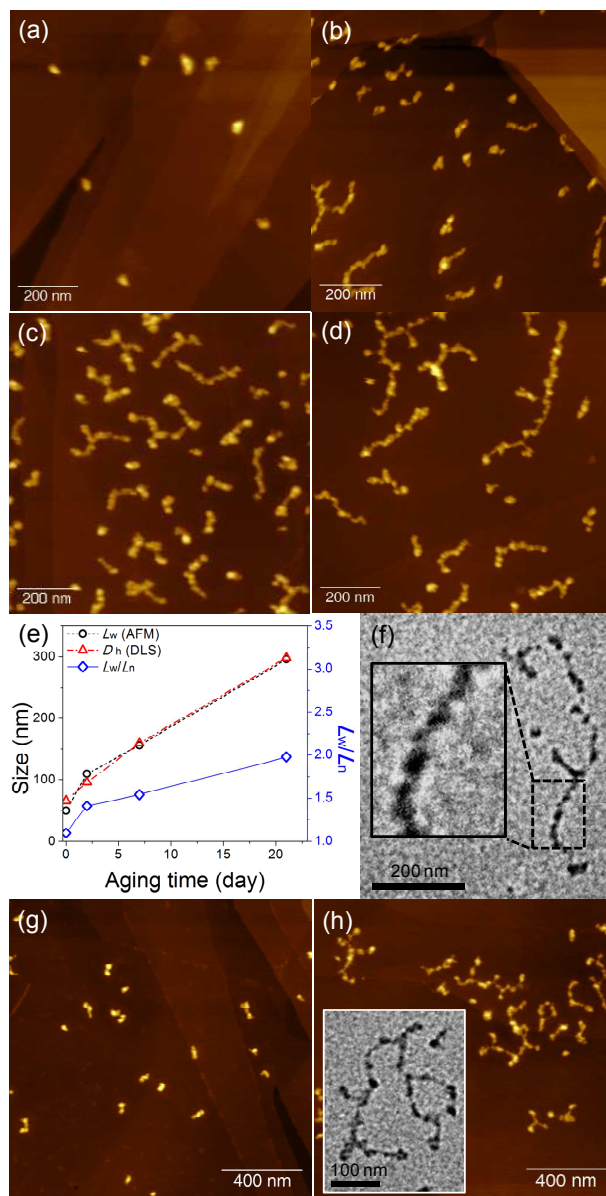 (a)
(b)
200 nm
200 nm
(c)
(d)
200 nm
200 nm
(e)
(f)
Lw (AFM)
Dh (DLS)
Lw/Ln
300
200
100
0
Size (nm)
3.5
3.0
2.5
2.0
1.5
1.0
Lw/Ln
0 5 10 15 20
Aging time (day)
200 nm
(g)
(h)
400 nm
100 nm
400 nm